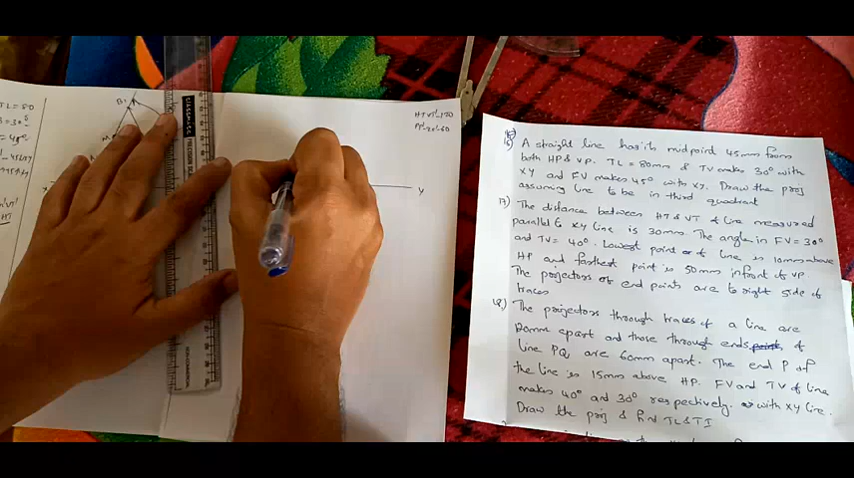 TL=80
B
M
HTVT'=120
PP'-QQ'-60
X
Y
16) A straight line has its midpoint 45mm from
both HP & VP. TL = 80mm & TV makes 30° with
XY and FV makes 45° with XY. Draw the proj
assuming line to be in third quadrant
17) The distance between HT & VT of line measured
parallel to XY line is 30mm. The angle in FV = 30°
and TV = 40°. Lowest point of line is 10mm above
HP and farthest point is 50mm infront of VP.
The projectors of end points are to right side of
traces
18) The projectors through traces of a line are
apart and those through ends of
line PQ are 60mm apart. The end P of
the line is 15mm above HP. FV and TV of line
makes 40° and 30° respectively with XY line.
Draw the proj & find TL & TI